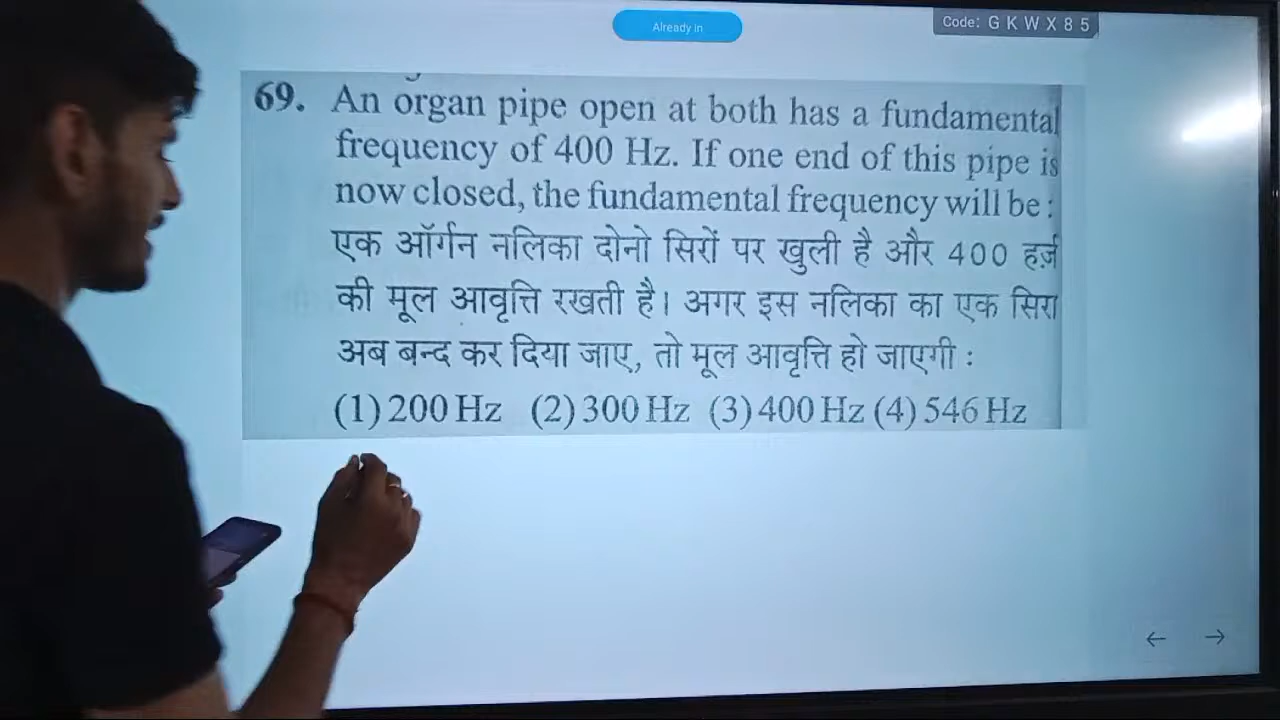 Already in
Code: G K W X 8 5
69. An organ pipe open at both has a fundamental
frequency of 400 Hz. If one end of this pipe is
now closed, the fundamental frequency will be :
एक ऑर्गन नलिका दोनो सिरों पर खुली है और 400 हर्ज़
की मूल आवृत्ति रखती है। अगर इस नलिका का एक सिरा
अब बन्द कर दिया जाए, तो मूल आवृत्ति हो जाएगी :
(1) 200 Hz (2) 300 Hz (3) 400 Hz (4) 546 Hz